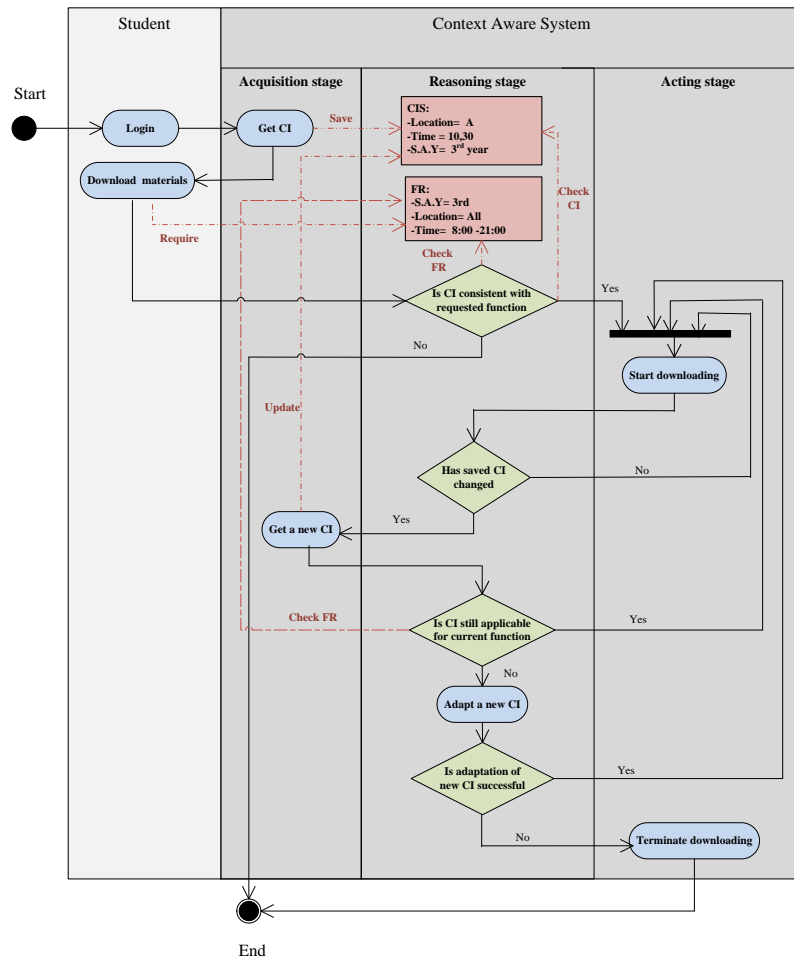 Student
Context Aware System
Acquisition stage
Reasoning stage
Acting stage
Start
Login
Get CI
Save
CIS:
-Location= A
-Time = 10,30
-S.A.Y= 3rd year
Download materials
FR:
-S.A.Y= 3rd
-Location= All
-Time= 8:00 -21:00
Check
CI
Require
Check
FR
Is CI consistent with
requested function
Yes
No
Start downloading
Update
Has saved CI
changed
No
Yes
Get a new CI
Check FR
Is CI still applicable
for current function
Yes
No
Adapt a new CI
Is adaptation of
new CI successful
Yes
No
Terminate downloading
End